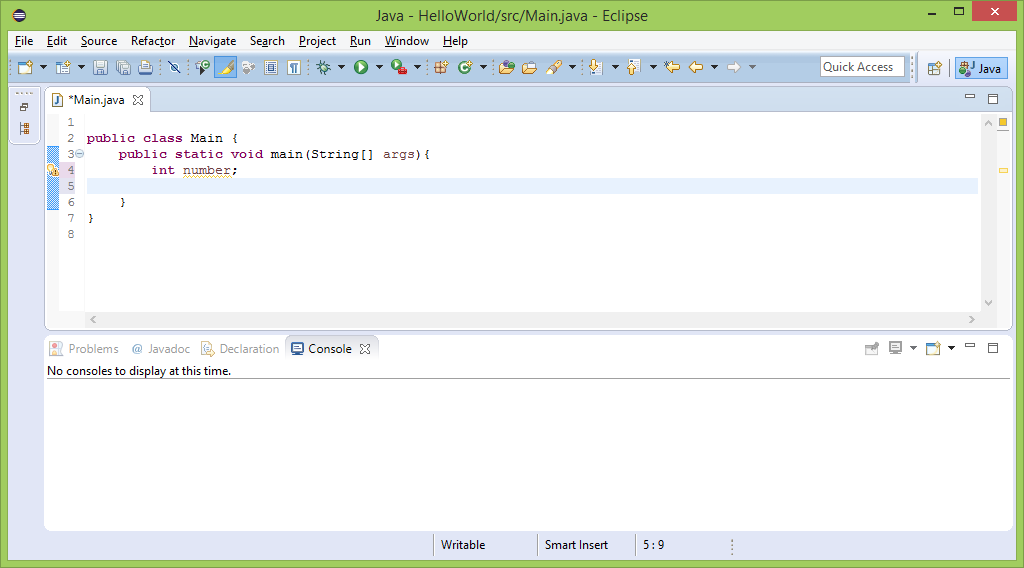 Java - HelloWorld/src/Main.java - Eclipse
File Edit Source Refactor Navigate Search Project Run Window Help
Quick Access Java
*Main.java
1
2 public class Main {
3 public static void main(String[] args){
4 int number;
5
6 }
7 }
8
Problems @ Javadoc Declaration Console
No consoles to display at this time.
Writable Smart Insert 5 : 9